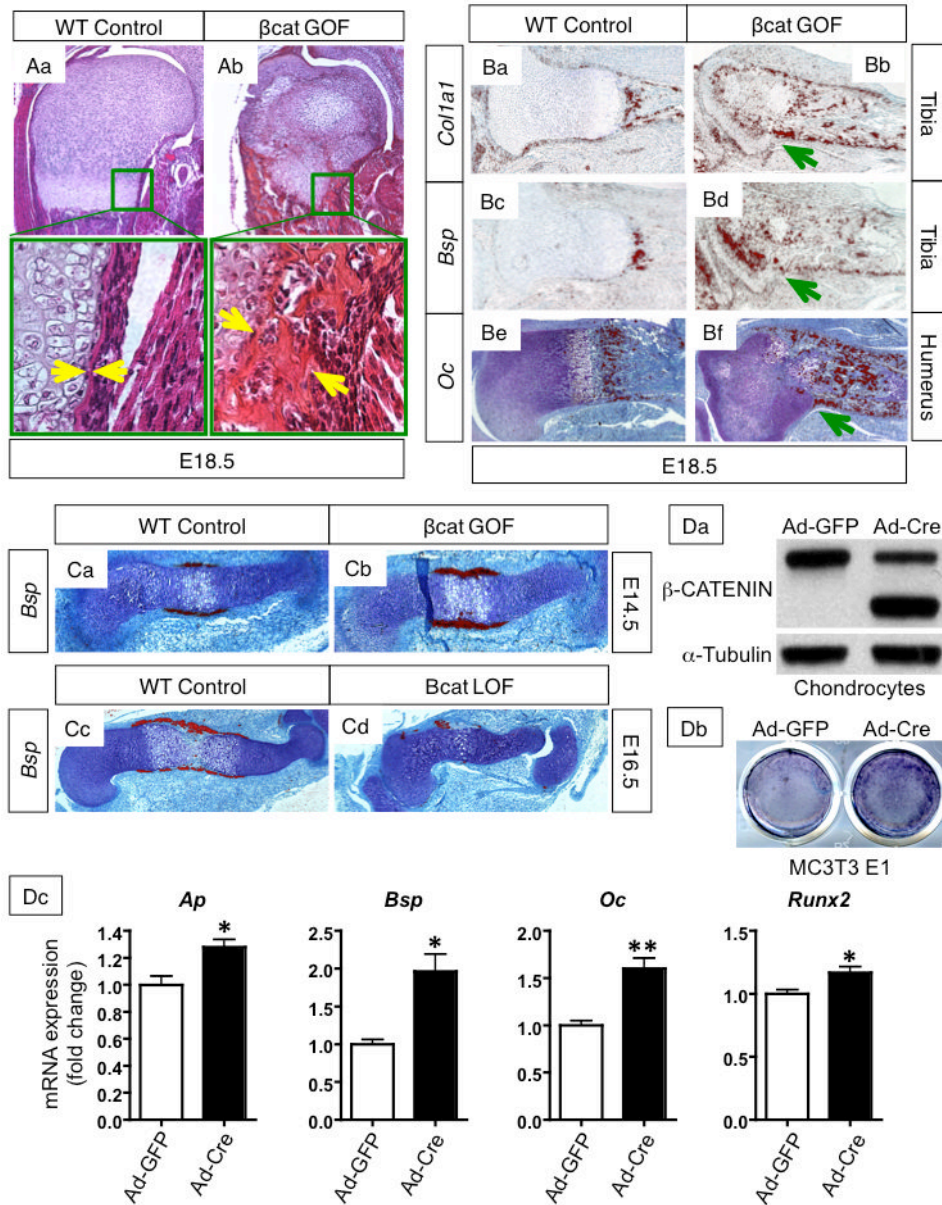 WT Control βcat GOF
Aa Ab
E18.5
WT Control βcat GOF
Col1a1 Ba Bb Tibia
Bsp Bc Bd Tibia
Oc Be Bf Humerus
E18.5
WT Control βcat GOF
Bsp Ca Cb E14.5
WT Control Bcat LOF
Bsp Cc Cd E16.5
Da Ad-GFP Ad-Cre
β-CATENIN
α-Tubulin
Chondrocytes
Db Ad-GFP Ad-Cre
MC3T3 E1
Dc Ap Bsp Oc Runx2
mRNA expression
(fold change)
1.4
1.2
1.0
0.8
0.6
0.4
0.2
0.0
*
Ad-GFP Ad-Cre
2.5
2.0
1.5
1.0
0.5
0.0
*
Ad-GFP Ad-Cre
2.0
1.5
1.0
0.5
0.0
**
Ad-GFP Ad-Cre
1.5
1.0
0.5
0.0
*
Ad-GFP Ad-Cre